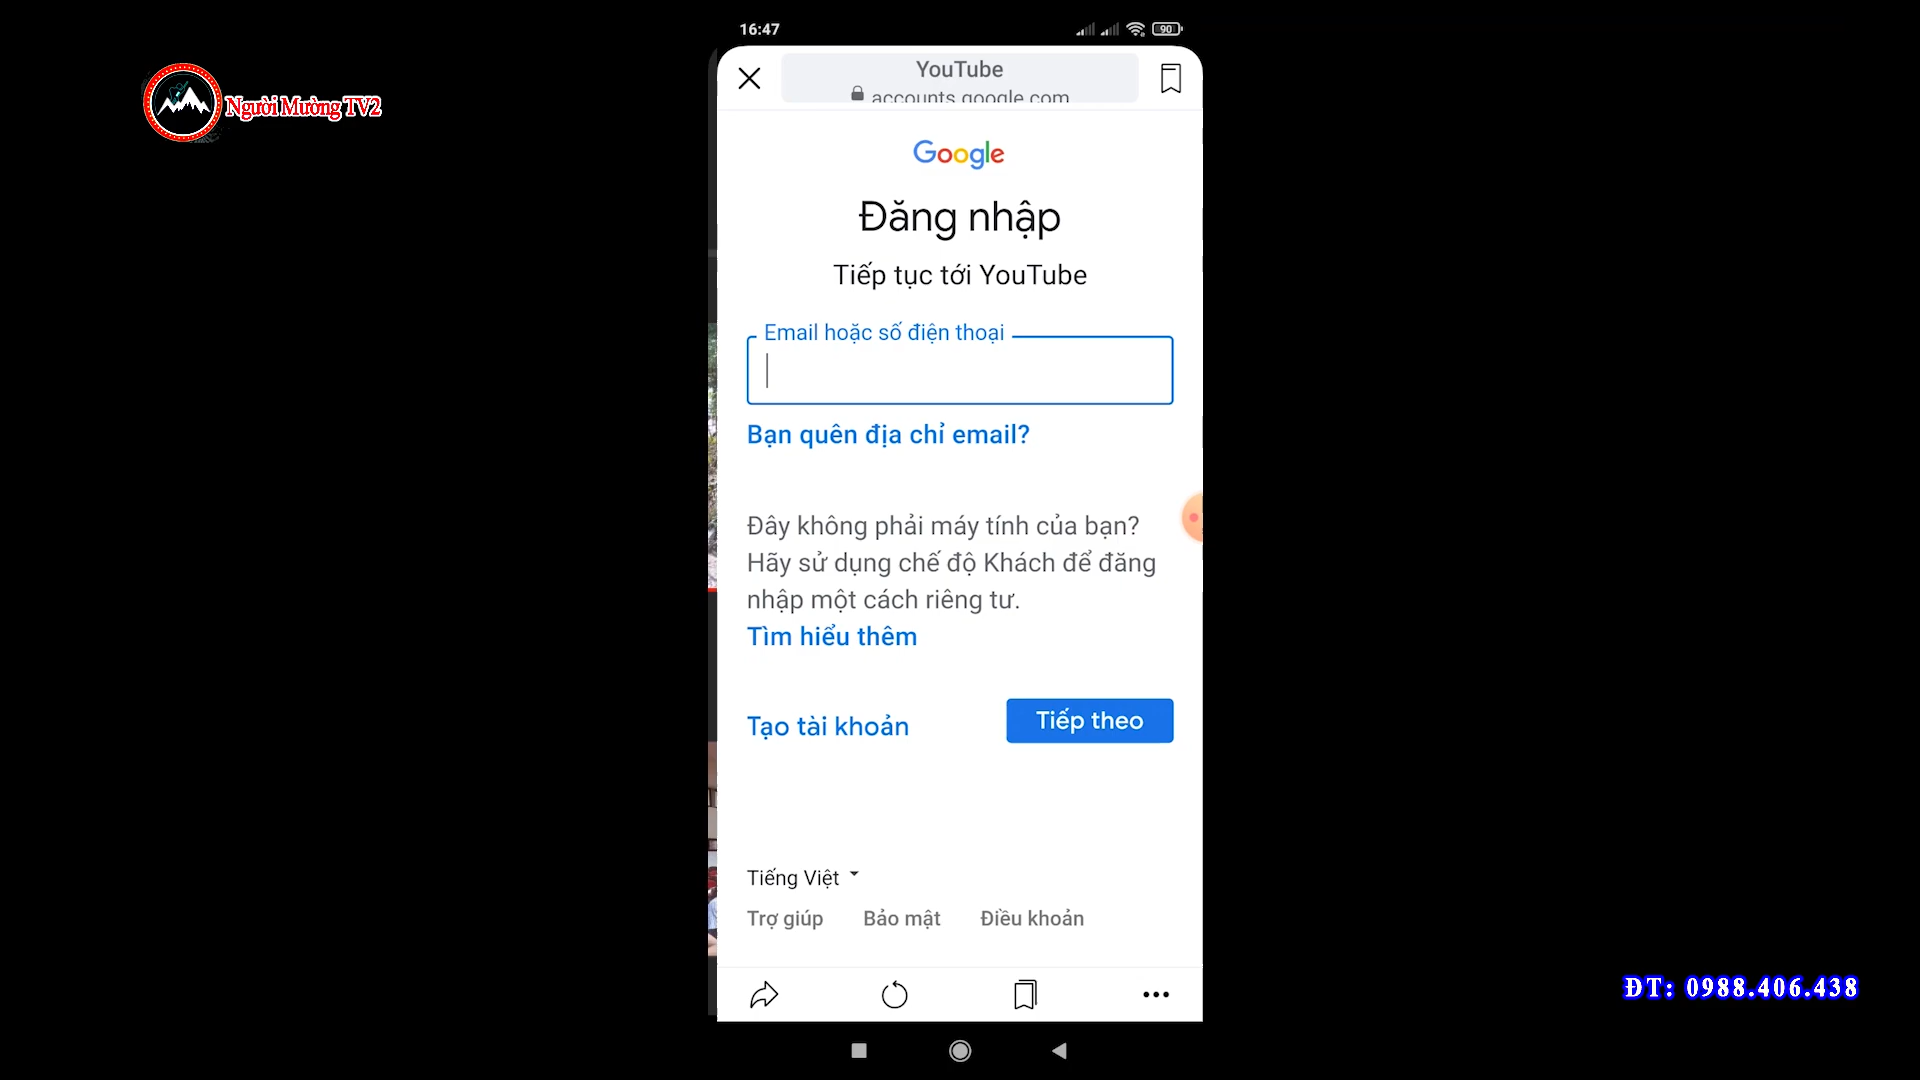 16:47
90
Người Mường TV2
YouTube
accounts.google.com
Google
Đăng nhập
Tiếp tục tới YouTube
Email hoặc số điện thoại
Bạn quên địa chỉ email?
Đây không phải máy tính của bạn?
Hãy sử dụng chế độ Khách để đăng
nhập một cách riêng tư.
Tìm hiểu thêm
Tạo tài khoản
Tiếp theo
Tiếng Việt
Trợ giúp Bảo mật Điều khoản
ĐT: 0988.406.438